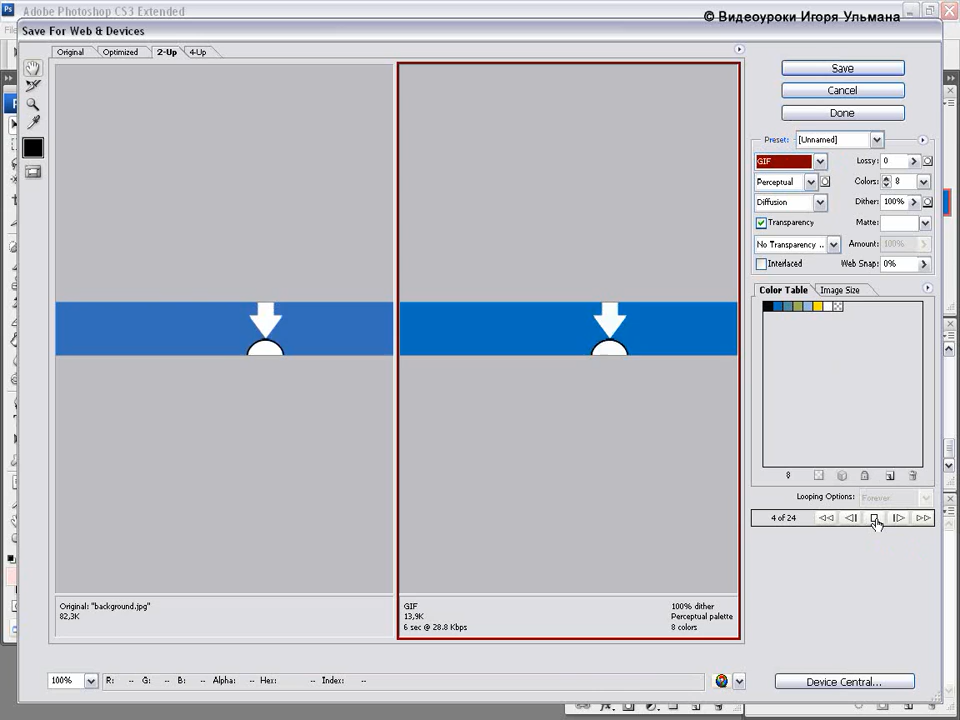 Adobe Photoshop CS3 Extended
© Видеоуроки Игоря Ульмана
Save For Web & Devices
Original
Optimized
2-Up
4-Up
Save
Cancel
Done
Preset: [Unnamed]
GIF
Lossy: 0
Perceptual
Colors: 8
Diffusion
Dither: 100%
Transparency
Matte:
No Transparency ..
Amount: 100%
Interlaced
Web Snap: 0%
Color Table
Image Size
8
Looping Options: Forever
4 of 24
Original: "background.jpg"
82,3K
GIF
13,9K
6 sec @ 28.8 Kbps
100% dither
Perceptual palette
8 colors
100%
R: -- G: -- B: -- Alpha: -- Hex: -- Index: --
Device Central...